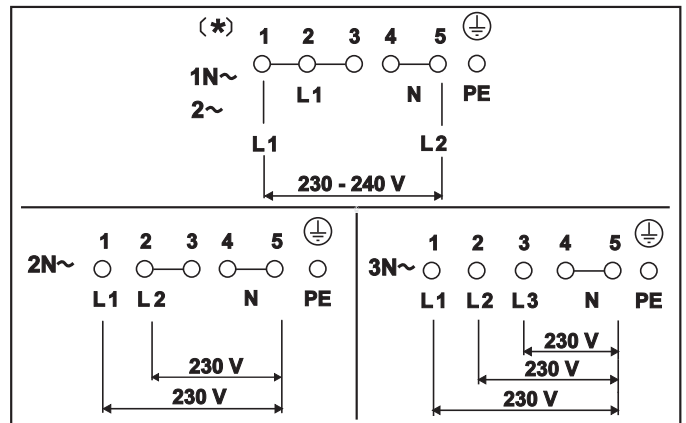 (*) 1 2 3 4 5
1N~
L1 N PE
2~
L1 L2
230 - 240 V
1 2 3 4 5
2N~
L1 L2 N PE
230 V
230 V
1 2 3 4 5
3N~
L1 L2 L3 N PE
230 V
230 V
230 V